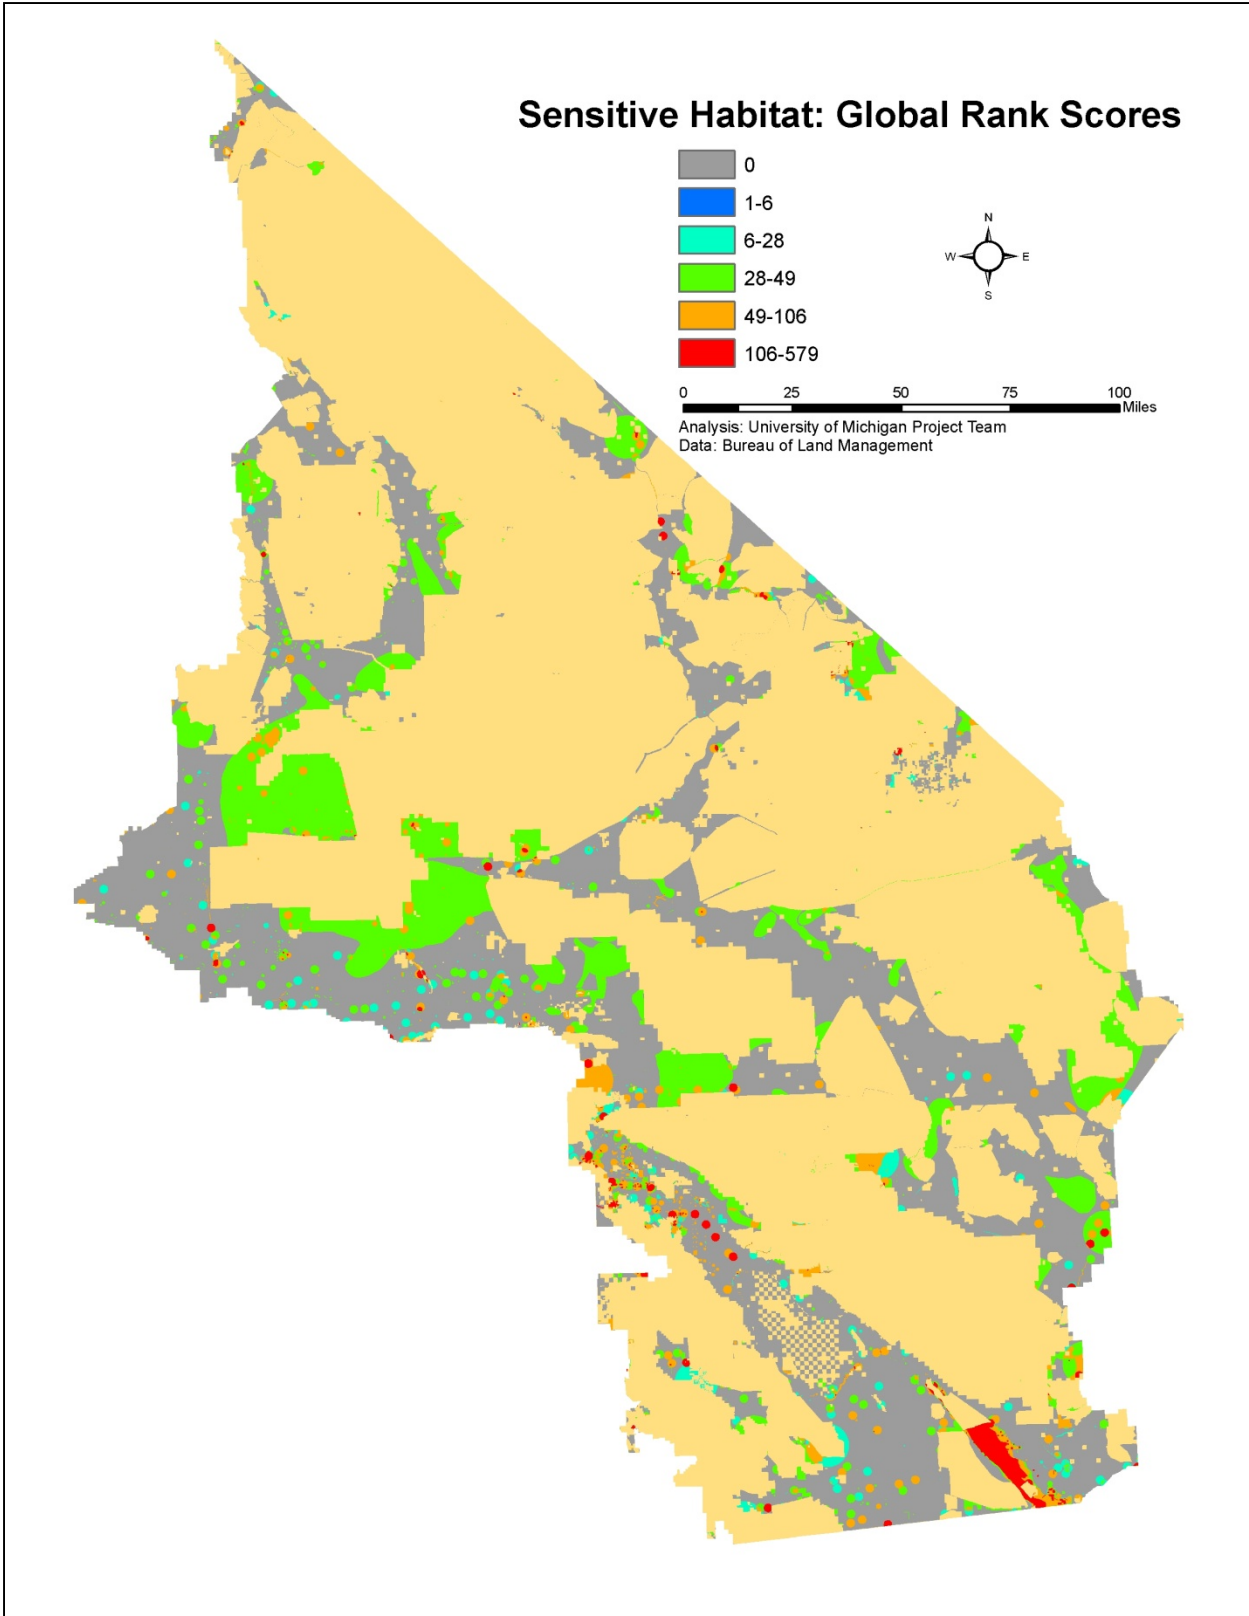 Sensitive Habitat: Global Rank Scores
0
1-6
6-28
28-49
49-106
106-579
N
W E
S
0 25 50 75 100
Miles
Analysis: University of Michigan Project Team
Data: Bureau of Land Management